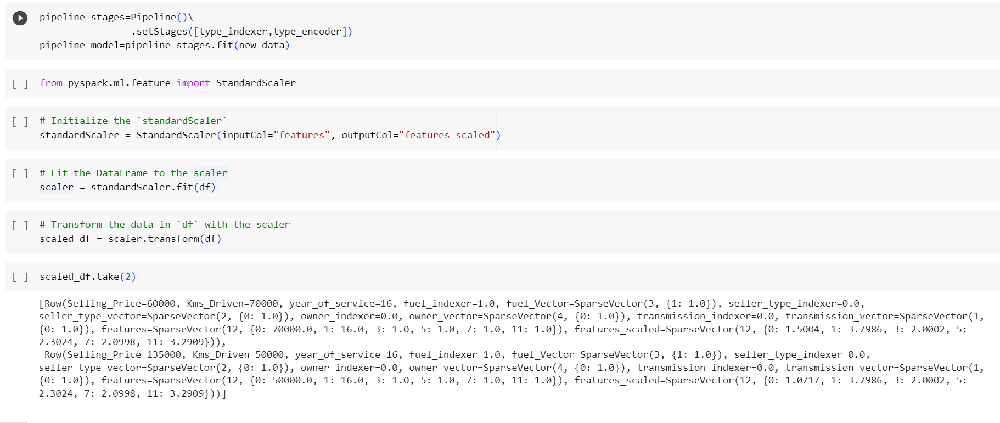 pipeline_stages=Pipeline()\
.setStages([type_indexer,type_encoder])
pipeline_model=pipeline_stages.fit(new_data)
[ ] from pyspark.ml.feature import StandardScaler
[ ] # Initialize the `standardScaler`
standardScaler = StandardScaler(inputCol="features", outputCol="features_scaled")
[ ] # Fit the DataFrame to the scaler
scaler = standardScaler.fit(df)
[ ] # Transform the data in `df` with the scaler
scaled_df = scaler.transform(df)
[ ] scaled_df.take(2)
[Row(Selling_Price=60000, Kms_Driven=70000, year_of_service=16, fuel_indexer=1.0, fuel_Vector=SparseVector(3, {1: 1.0}), seller_type_indexer=0.0,
seller_type_vector=SparseVector(2, {0: 1.0}), owner_indexer=0.0, owner_vector=SparseVector(4, {0: 1.0}), transmission_indexer=0.0, transmission_vector=SparseVector(1,
{0: 1.0}), features=SparseVector(12, {0: 70000.0, 1: 16.0, 3: 1.0, 5: 1.0, 7: 1.0, 11: 1.0}), features_scaled=SparseVector(12, {0: 1.5004, 1: 3.7986, 3: 2.0002, 5:
2.3024, 7: 2.0998, 11: 3.2909})),
Row(Selling_Price=135000, Kms_Driven=50000, year_of_service=16, fuel_indexer=1.0, fuel_Vector=SparseVector(3, {1: 1.0}), seller_type_indexer=0.0,
seller_type_vector=SparseVector(2, {0: 1.0}), owner_indexer=0.0, owner_vector=SparseVector(4, {0: 1.0}), transmission_indexer=0.0, transmission_vector=SparseVector(1,
{0: 1.0}), features=SparseVector(12, {0: 50000.0, 1: 16.0, 3: 1.0, 5: 1.0, 7: 1.0, 11: 1.0}), features_scaled=SparseVector(12, {0: 1.0717, 1: 3.7986, 3: 2.0002, 5:
2.3024, 7: 2.0998, 11: 3.2909}))]